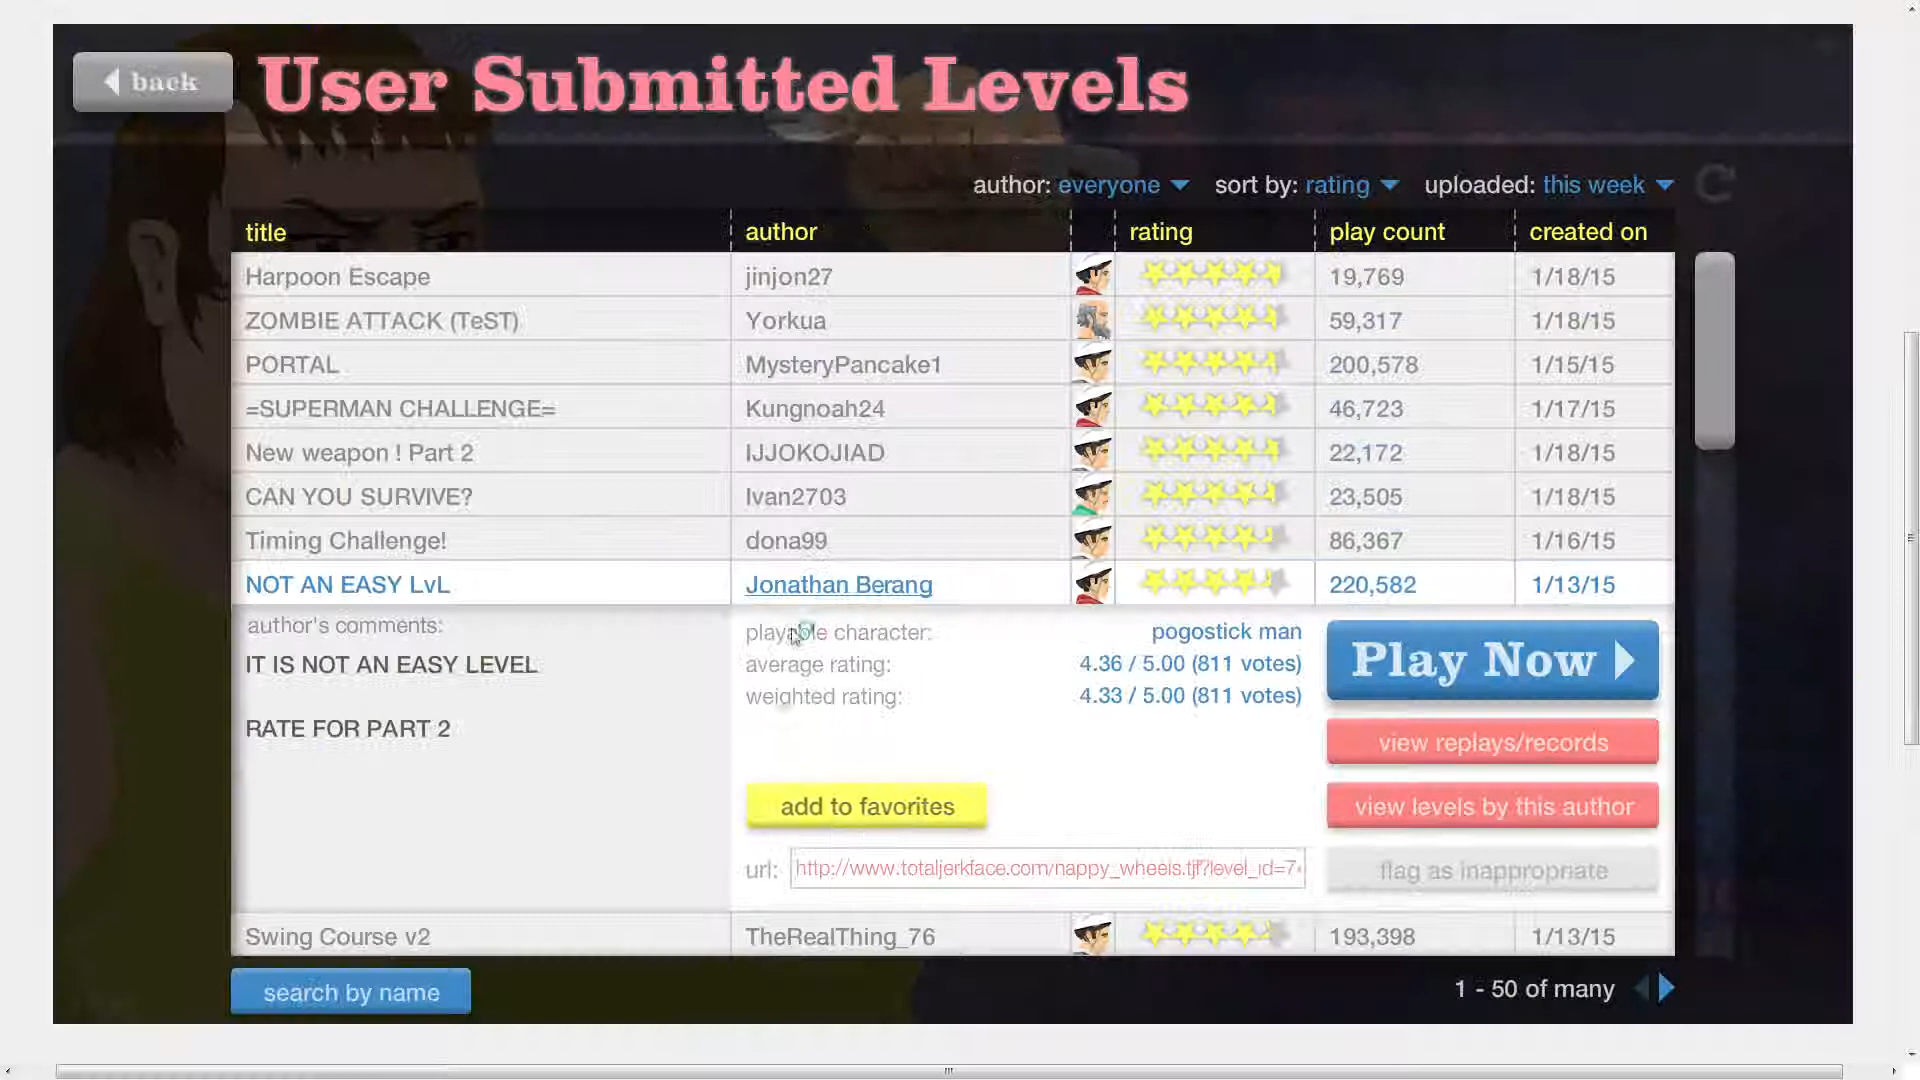 back
User Submitted Levels
author: everyone sort by: rating uploaded: this week
title author rating play count created on
Harpoon Escape jinjon27 19,769 1/18/15
ZOMBIE ATTACK (TeST) Yorkua 59,317 1/18/15
PORTAL MysteryPancake1 200,578 1/15/15
=SUPERMAN CHALLENGE= Kungnoah24 46,723 1/17/15
New weapon ! Part 2 IJJOKOJIAD 22,172 1/18/15
CAN YOU SURVIVE? Ivan2703 23,505 1/18/15
Timing Challenge! dona99 86,367 1/16/15
NOT AN EASY LvL Jonathan Berang 220,582 1/13/15
author's comments:
IT IS NOT AN EASY LEVEL
RATE FOR PART 2
playable character: pogostick man
average rating: 4.36 / 5.00 (811 votes)
weighted rating: 4.33 / 5.00 (811 votes)
add to favorites
url: http://www.totaljerkface.com/happy_wheels.tjf?level_id=7
Play Now
view replays/records
view levels by this author
flag as inappropriate
Swing Course v2 TheRealThing_76 193,398 1/13/15
search by name
1 - 50 of many